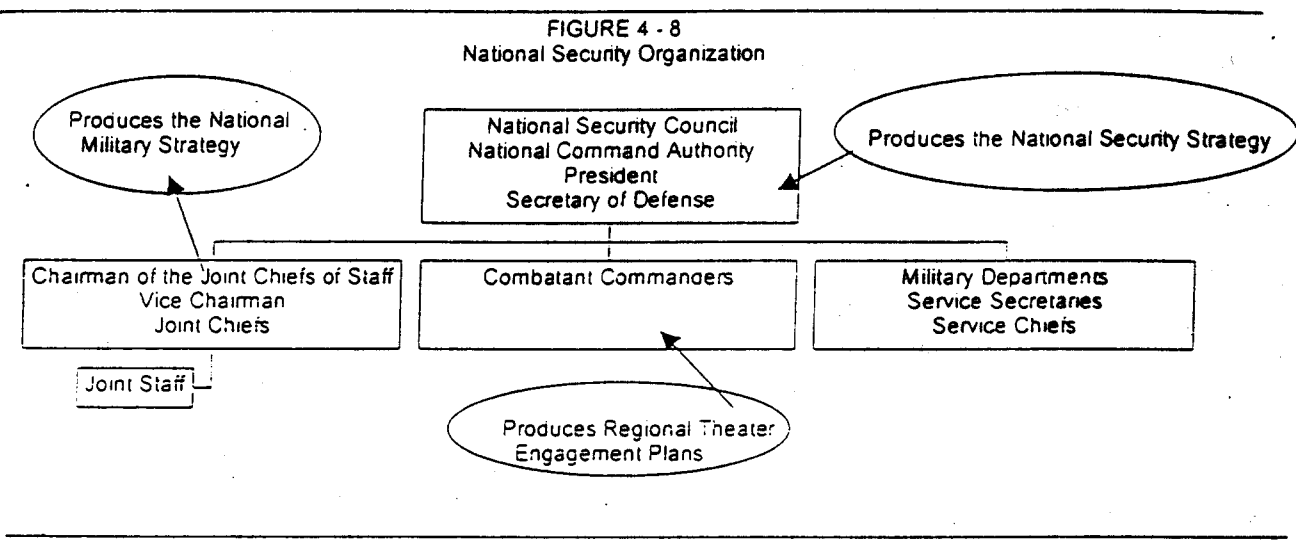 FIGURE 4 - 8
National Security Organization
Produces the National
Military Strategy
National Security Council
National Command Authority
President
Secretary of Defense
Produces the National Security Strategy
Chairman of the Joint Chiefs of Staff
Vice Chairman
Joint Chiefs
Combatant Commanders
Military Departments
Service Secretaries
Service Chiefs
Joint Staff
Produces Regional Theater
Engagement Plans